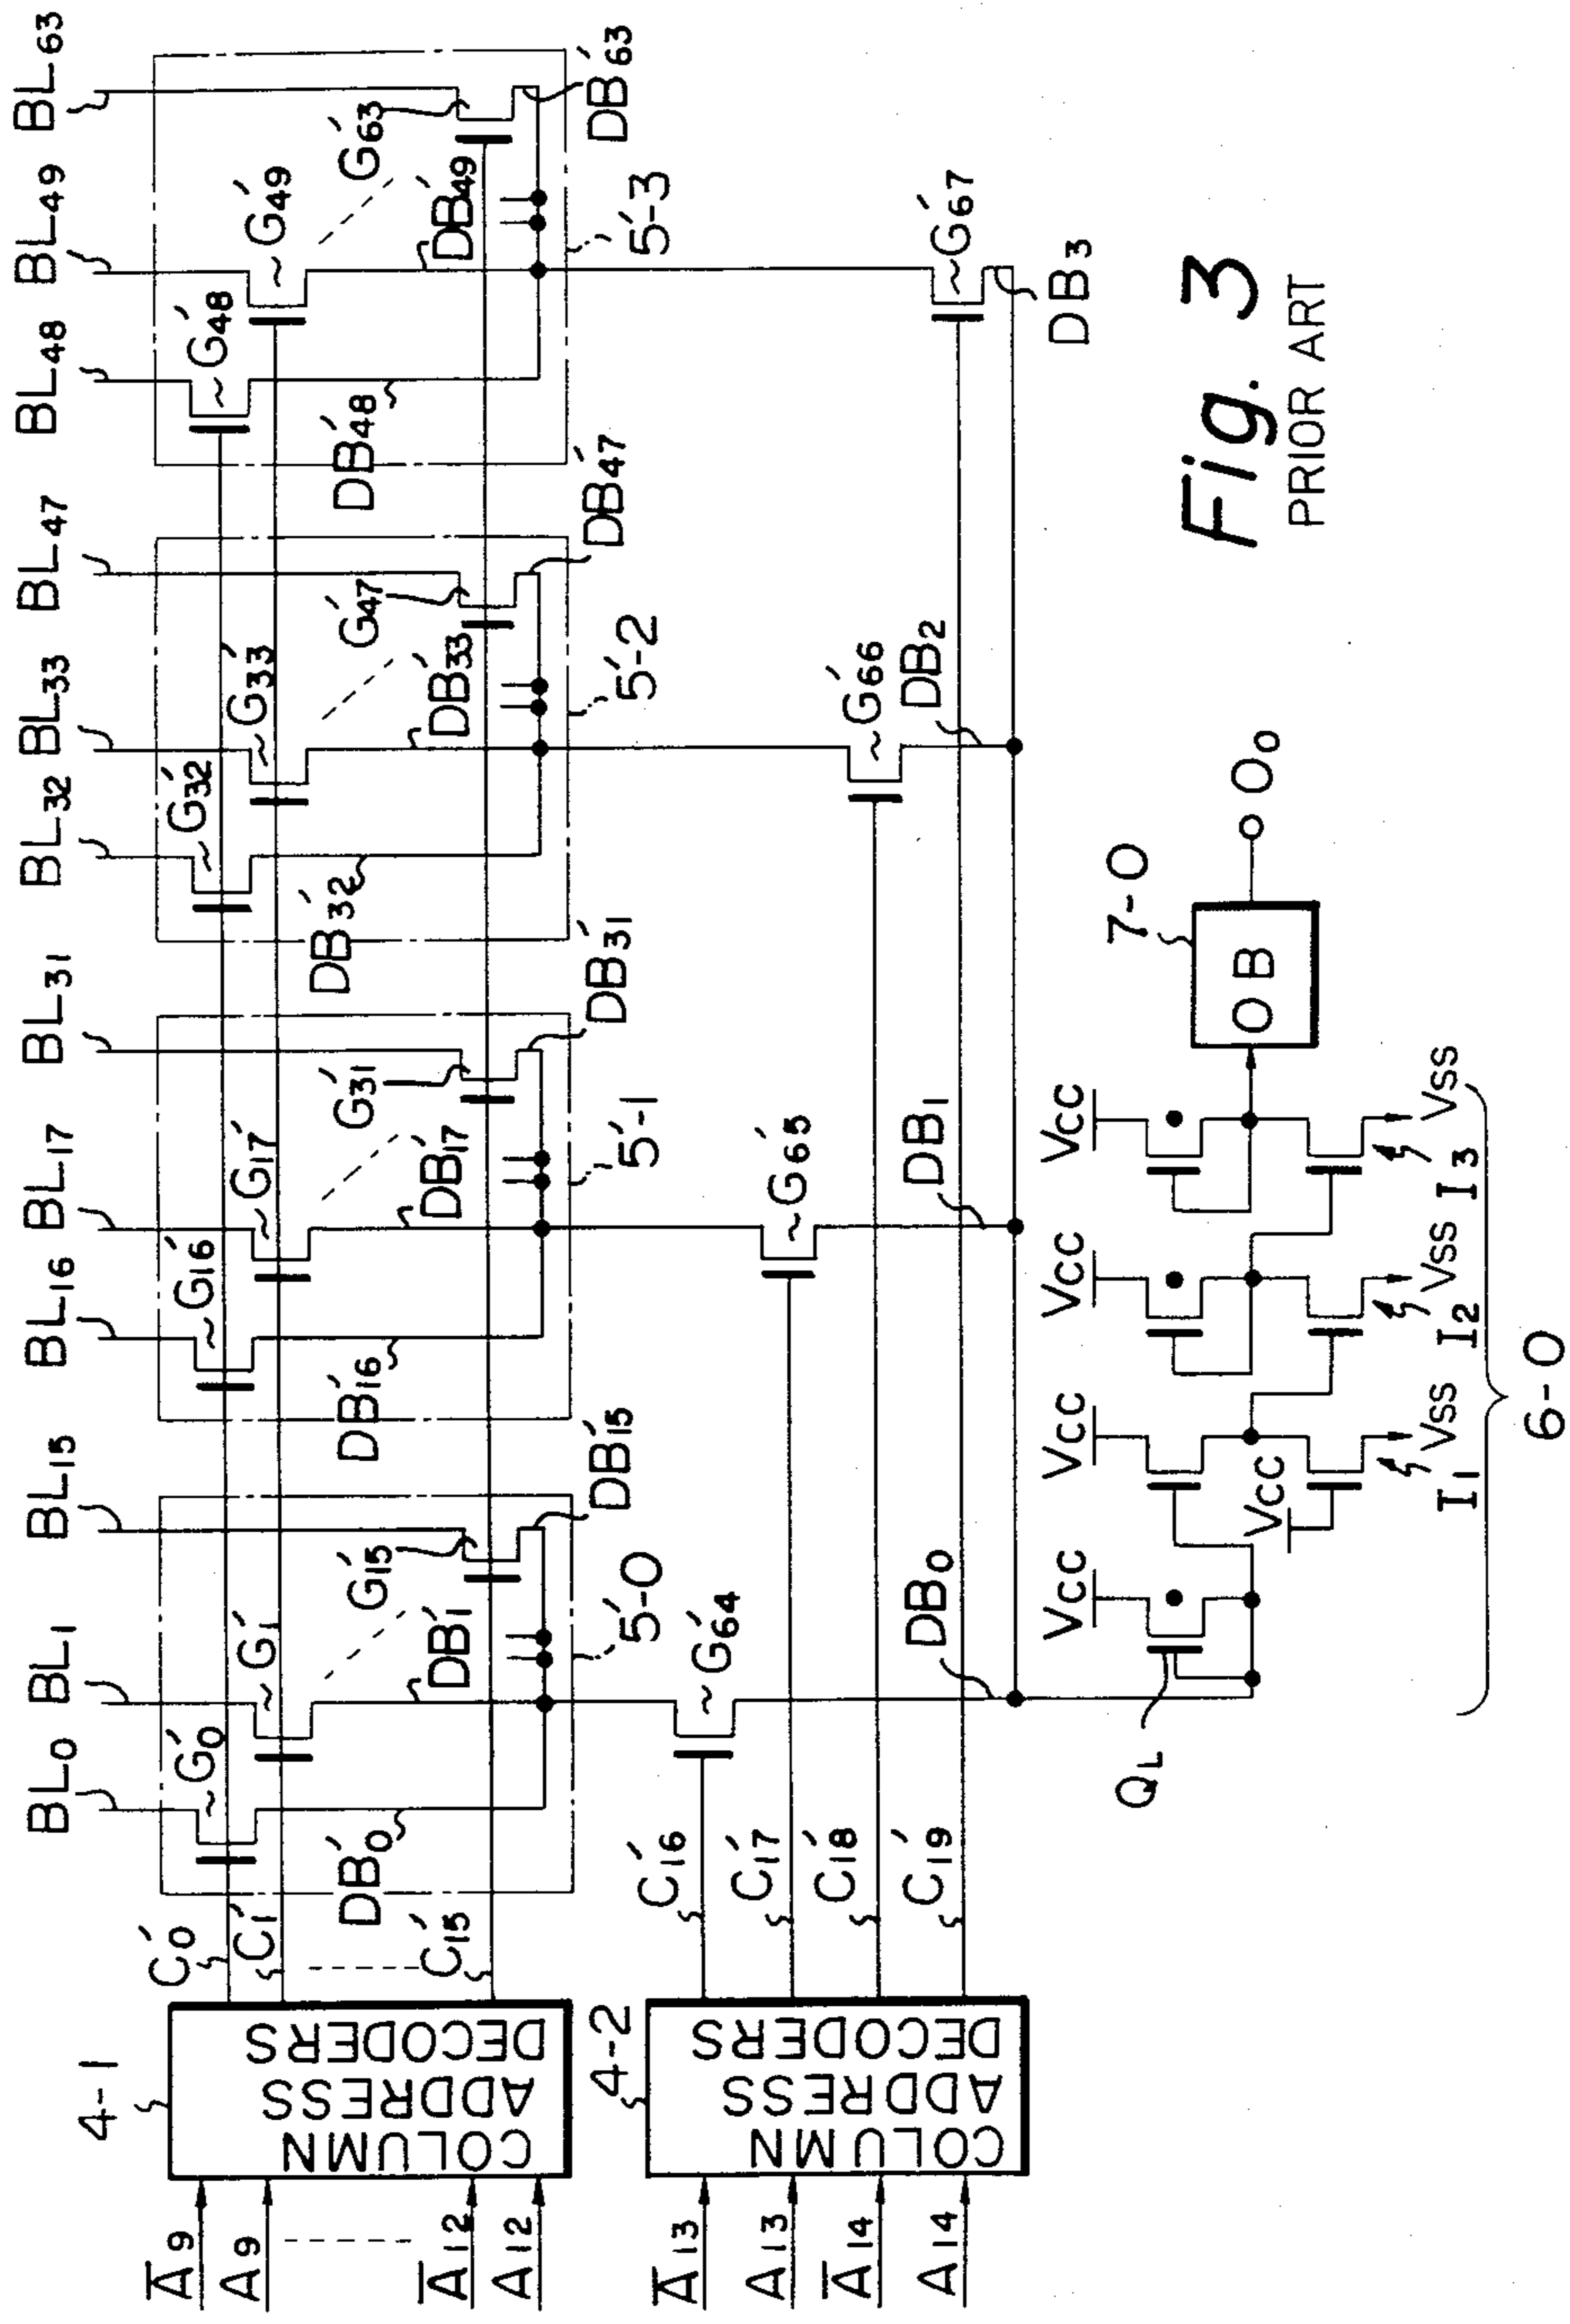 BL0
BL1
BL15
BL16
BL17
BL31
BL32
BL33
BL47
BL48
BL49
BL63
G'0
G'1
G'15
G'16
G'17
G'31
G'32
G'33
G'47
G'48
G'49
G'63
DB'0
DB'1
DB'15
DB'16
DB'17
DB'31
DB'32
DB'33
DB'47
DB'48
DB'49
DB'63
5'-0
5'-1
5'-2
5'-3
4-1
COLUMN
ADDRESS
DECODERS
A̅9
A9
A̅12
A12
C'0
C'1
C'15
4-2
COLUMN
ADDRESS
DECODERS
A̅13
A13
A̅14
A14
C'16
C'17
C'18
C'19
G'64
G'65
G'66
G'67
DB0
DB1
DB2
DB3
QL
VCC
VCC
VCC
VCC
VCC
VSS
VSS
VSS
I1
I2
I3
6-0
7-0
OB
O0
Fig. 3
PRIOR ART